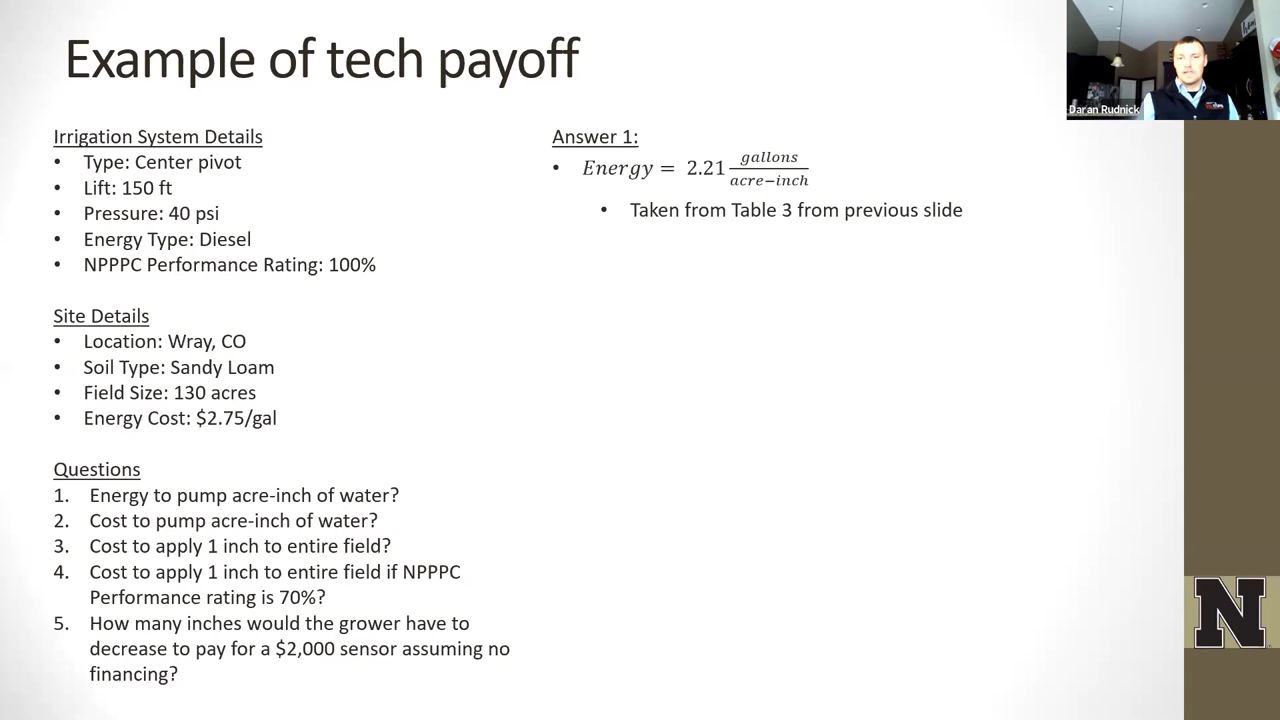 Example of tech payoff
Daran Rudnick
Irrigation System Details
• Type: Center pivot
• Lift: 150 ft
• Pressure: 40 psi
• Energy Type: Diesel
• NPPPC Performance Rating: 100%
Site Details
• Location: Wray, CO
• Soil Type: Sandy Loam
• Field Size: 130 acres
• Energy Cost: $2.75/gal
Questions
1. Energy to pump acre-inch of water?
2. Cost to pump acre-inch of water?
3. Cost to apply 1 inch to entire field?
4. Cost to apply 1 inch to entire field if NPPPC
Performance rating is 70%?
5. How many inches would the grower have to
decrease to pay for a $2,000 sensor assuming no
financing?
Answer 1:
• Energy = 2.21 gallons/acre−inch
• Taken from Table 3 from previous slide
N